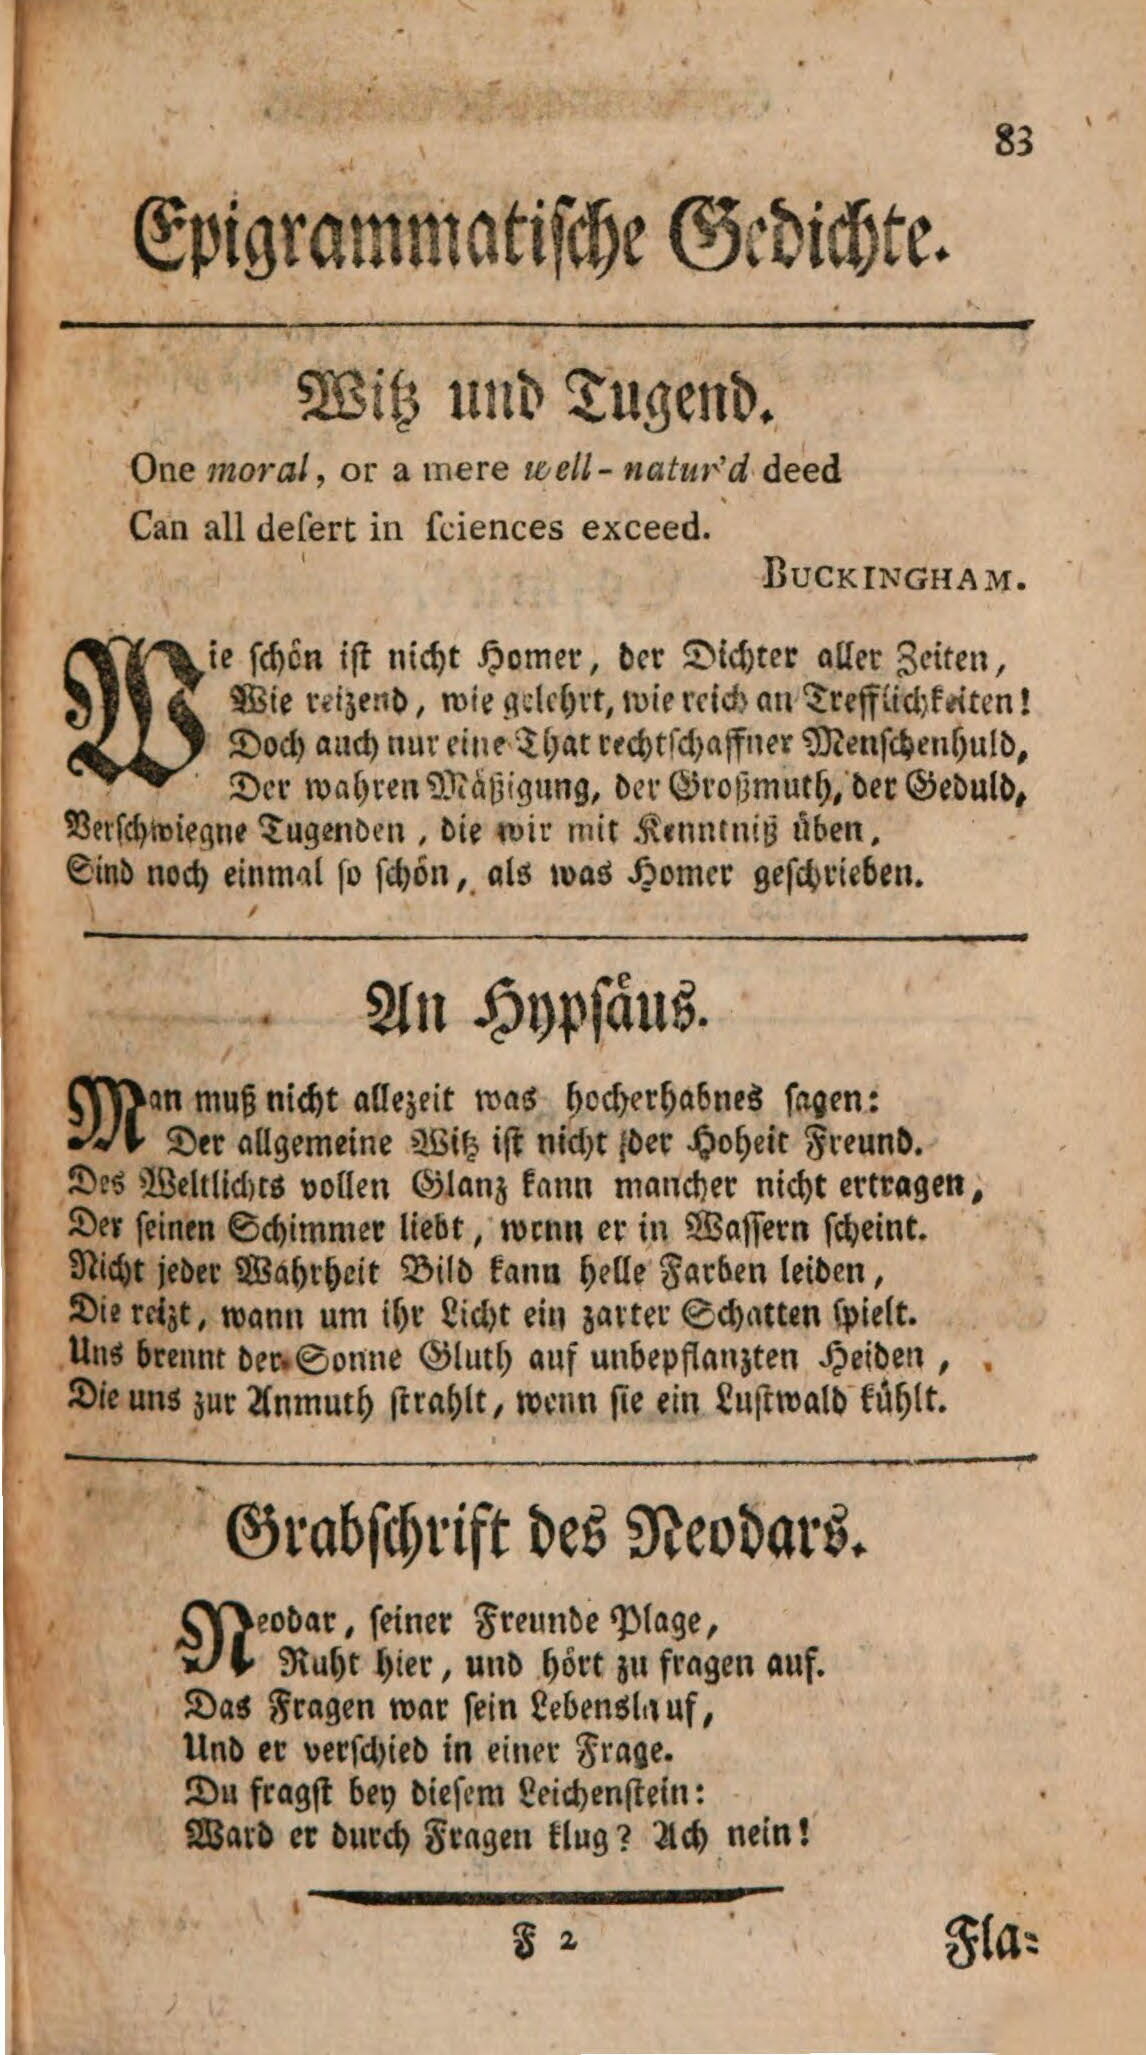 83
Epigrammatiſche Gedichte.
Witz und Tugend.
One moral, or a mere well-natur'd deed
Can all deſert in ſciences exceed.
BUCKINGHAM.
Wie ſchön iſt nicht Homer, der Dichter aller Zeiten,
Wie reizend, wie gelehrt, wie reich an Trefflichkeiten!
Doch auch nur eine That rechtſchaffner Menſchenhuld,
Der wahren Mäßigung, der Großmuth, der Geduld,
Verſchwiegne Tugenden, die wir mit Kenntniß üben,
Sind noch einmal ſo ſchön, als was Homer geſchrieben.
An Hypſäus.
Man muß nicht allezeit was hocherhabnes ſagen:
Der allgemeine Witz iſt nicht der Hoheit Freund.
Des Weltlichts vollen Glanz kann mancher nicht ertragen,
Der ſeinen Schimmer liebt, wenn er in Waſſern ſcheint.
Nicht jeder Wahrheit Bild kann helle Farben leiden,
Die reizt, wann um ihr Licht ein zarter Schatten ſpielt.
Uns brennt der Sonne Gluth auf unbepflanzten Heiden,
Die uns zur Anmuth ſtrahlt, wenn ſie ein Luſtwald kühlt.
Grabſchrift des Neodars.
Neodar, ſeiner Freunde Plage,
Ruht hier, und hört zu fragen auf.
Das Fragen war ſein Lebenslauf,
Und er verſchied in einer Frage.
Du fragſt bey dieſem Leichenſtein:
Ward er durch Fragen klug? Ach nein!
F 2
Fla=